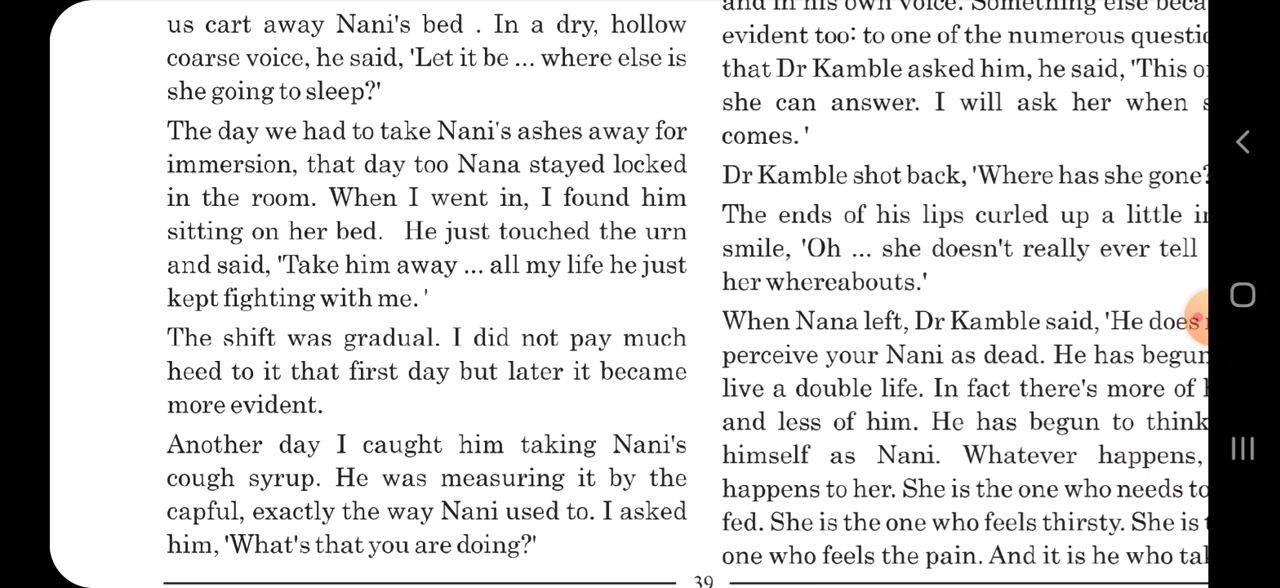 us cart away Nani's bed . In a dry, hollow
coarse voice, he said, 'Let it be ... where else is
she going to sleep?'
The day we had to take Nani's ashes away for
immersion, that day too Nana stayed locked
in the room. When I went in, I found him
sitting on her bed. He just touched the urn
and said, 'Take him away ... all my life he just
kept fighting with me. '
The shift was gradual. I did not pay much
heed to it that first day but later it became
more evident.
Another day I caught him taking Nani's
cough syrup. He was measuring it by the
capful, exactly the way Nani used to. I asked
him, 'What's that you are doing?'
and in his own voice. Something else
evident too: to one of the numerous
that Dr Kamble asked him, he said, 'This
she can answer. I will ask her when
comes. '
Dr Kamble shot back, 'Where has she gone?
The ends of his lips curled up a little
smile, 'Oh ... she doesn't really ever tell
her whereabouts.'
When Nana left, Dr Kamble said, 'He
perceive your Nani as dead. He has begun
live a double life. In fact there's more of
and less of him. He has begun to think
himself as Nani. Whatever happens,
happens to her. She is the one who needs to
fed. She is the one who feels thirsty. She is
one who feels the pain. And it is he who
39